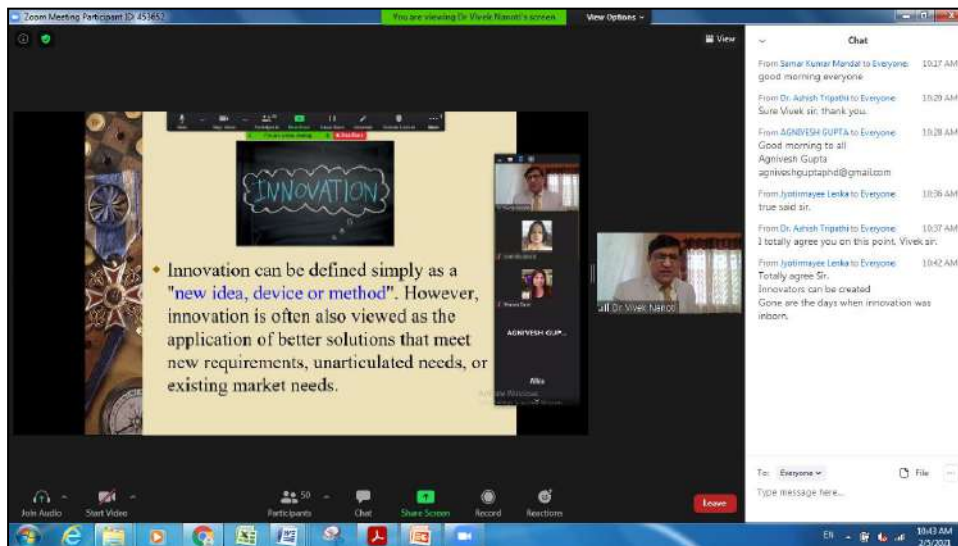 Zoom Meeting Participant ID: 453652
You are viewing Dr Vivek Nanoti's screen
View Options
View
INNOVATION
Innovation can be defined simply as a
"new idea, device or method". However,
innovation is often also viewed as the
application of better solutions that meet
new requirements, unarticulated needs, or
existing market needs.
AGNIVESH GUP...
Alka
Dr Vivek Nanoti
Chat
From Samar Kumar Mandal to Everyone: 10:17 AM
good morning everyone
From Dr. Ashish Tripathi to Everyone: 10:20 AM
Sure Vivek sir, thank you.
From AGNIVESH GUPTA to Everyone: 10:28 AM
Good morning to all
Agnivesh Gupta
agniveshguptaphd@gmail.com
From Jyotirmayee Lenka to Everyone: 10:36 AM
true said sir.
From Dr. Ashish Tripathi to Everyone: 10:37 AM
I totally agree you on this point, Vivek sir.
From Jyotirmayee Lenka to Everyone: 10:42 AM
Totally agree Sir.
Innovators can be created
Gone are the days when innovation was
inborn.
To: Everyone File
Type message here...
50
Join Audio Start Video Participants Chat Share Screen Record Reactions Leave
EN 10:43 AM
2/5/2021